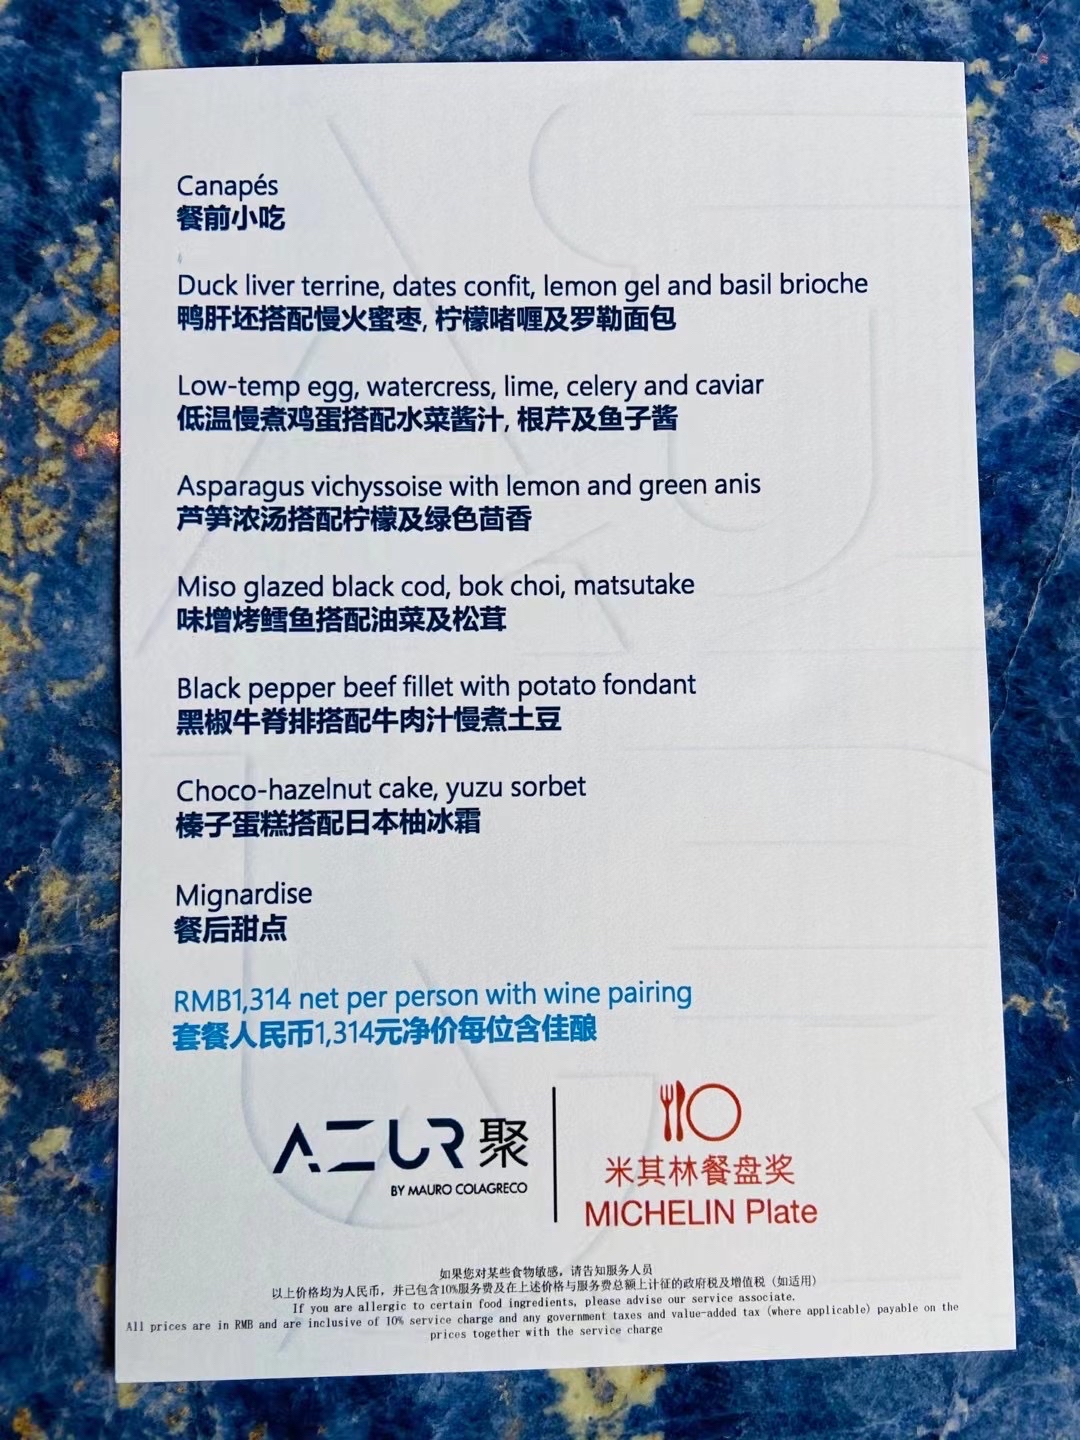 Canapés
餐前小吃
Duck liver terrine, dates confit, lemon gel and basil brioche
鸭肝坯搭配慢火蜜枣, 柠檬啫喱及罗勒面包
Low-temp egg, watercress, lime, celery and caviar
低温慢煮鸡蛋搭配水菜酱汁, 根芹及鱼子酱
Asparagus vichyssoise with lemon and green anis
芦笋浓汤搭配柠檬及绿色茴香
Miso glazed black cod, bok choi, matsutake
味增烤鳕鱼搭配油菜及松茸
Black pepper beef fillet with potato fondant
黑椒牛脊排搭配牛肉汁慢煮土豆
Choco-hazelnut cake, yuzu sorbet
榛子蛋糕搭配日本柚冰霜
Mignardise
餐后甜点
RMB1,314 net per person with wine pairing
套餐人民币1,314元净价每位含佳酿
AZUR 聚
BY MAURO COLAGRECO
米其林餐盘奖
MICHELIN Plate
如果您对某些食物敏感，请告知服务人员
以上价格均为人民币，并已包含10%服务费及在上述价格与服务费总额上计征的政府税及增值税（如适用）
If you are allergic to certain food ingredients, please advise our service associate.
All prices are in RMB and are inclusive of 10% service charge and any government taxes and value-added tax (where applicable) payable on the
prices together with the service charge